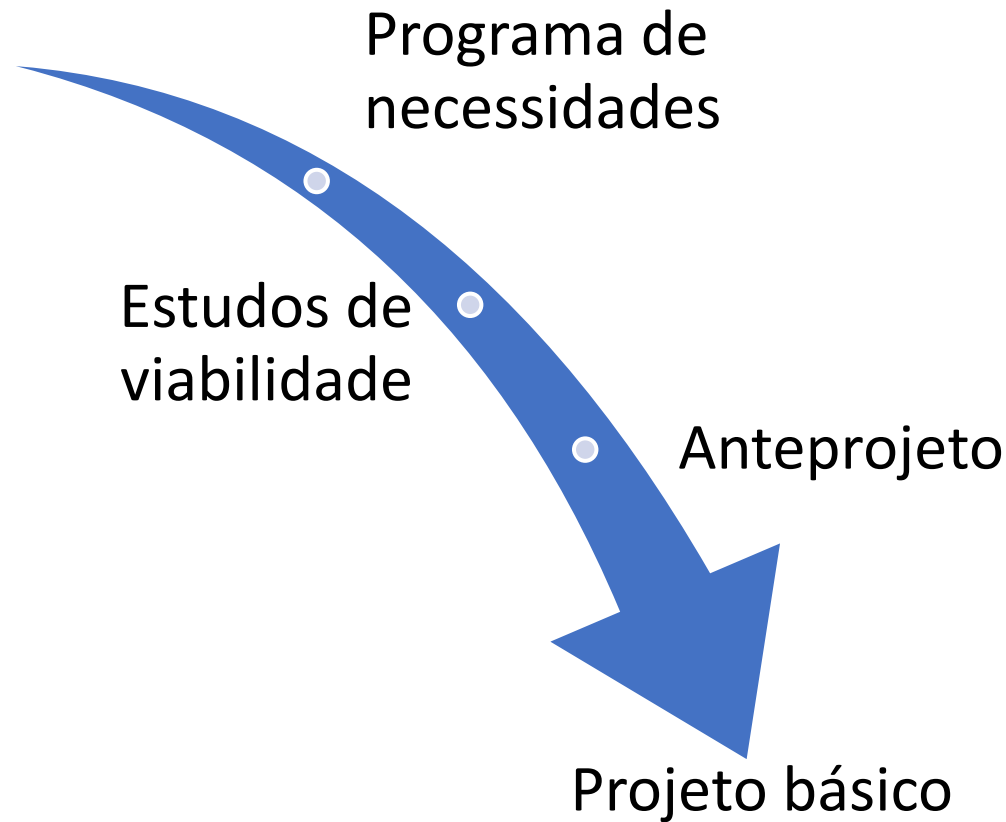 Programa de
necessidades
Estudos de
viabilidade
Anteprojeto
Projeto básico